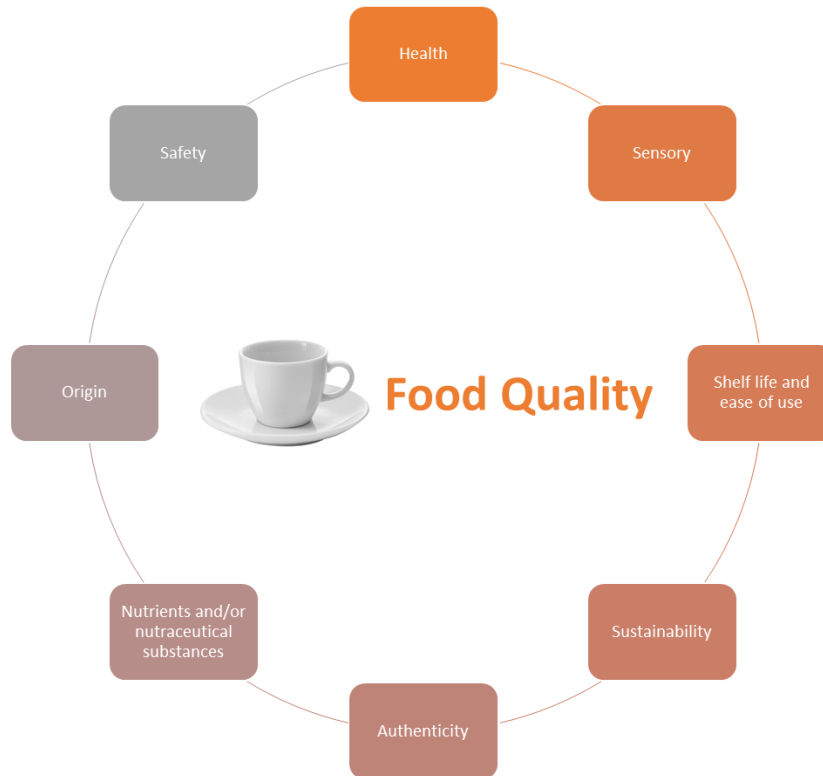 Health
Sensory
Shelf life and
ease of use
Sustainability
Authenticity
Nutrients and/or
nutraceutical
substances
Origin
Safety
Food Quality